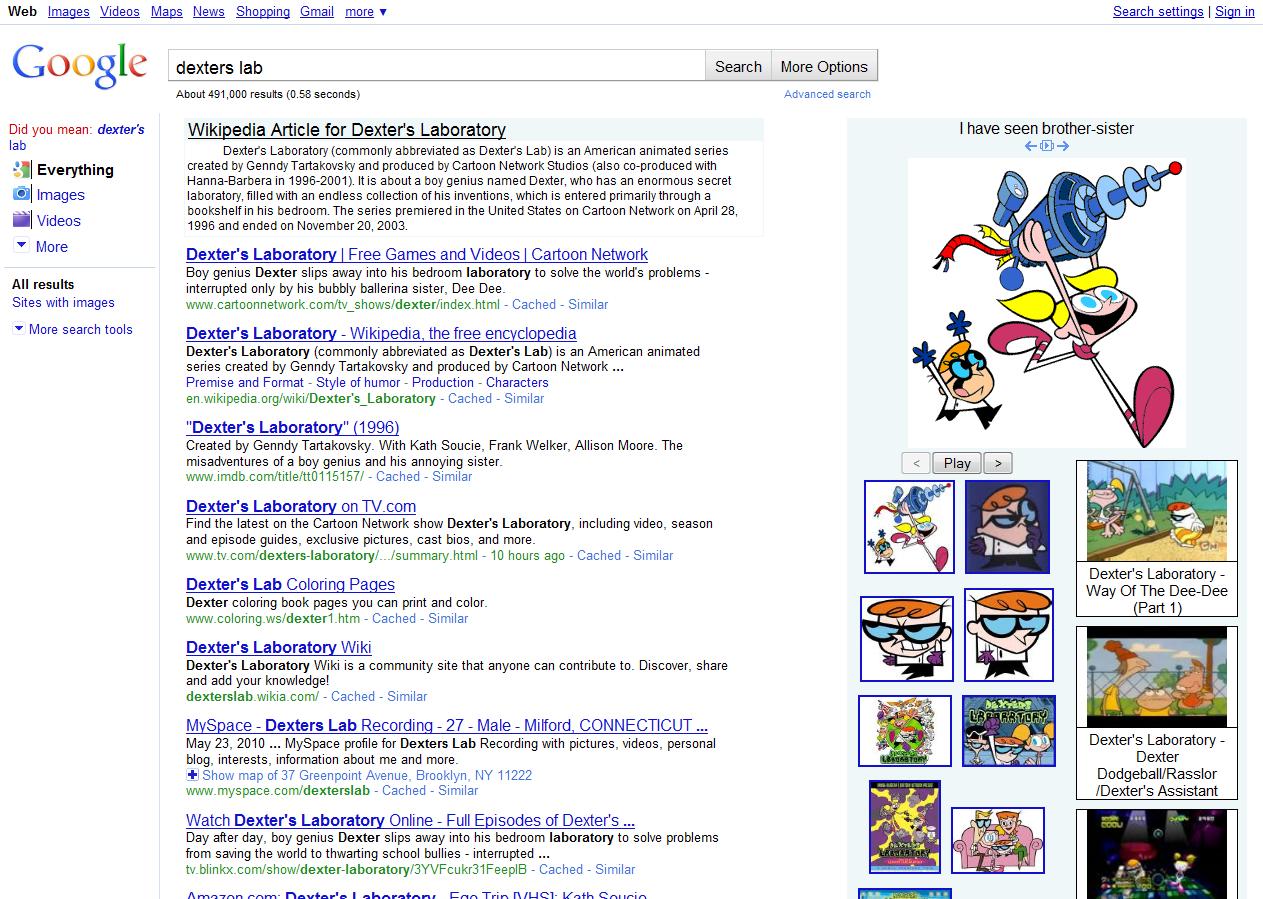 Web Images Videos Maps News Shopping Gmail more ▼
Search settings | Sign in
Google
dexters lab
Search
More Options
About 491,000 results (0.58 seconds)
Advanced search
Did you mean: dexter's
lab
Everything
Images
Videos
More
All results
Sites with images
More search tools
Wikipedia Article for Dexter's Laboratory
Dexter's Laboratory (commonly abbreviated as Dexter's Lab) is an American animated series
created by Genndy Tartakovsky and produced by Cartoon Network Studios (also co-produced with
Hanna-Barbera in 1996-2001). It is about a boy genius named Dexter, who has an enormous secret
laboratory, filled with an endless collection of his inventions, which is entered primarily through a
bookshelf in his bedroom. The series premiered in the United States on Cartoon Network on April 28,
1996 and ended on November 20, 2003.
Dexter's Laboratory | Free Games and Videos | Cartoon Network
Boy genius Dexter slips away into his bedroom laboratory to solve the world's problems -
interrupted only by his bubbly ballerina sister, Dee Dee.
www.cartoonnetwork.com/tv_shows/dexter/index.html - Cached - Similar
Dexter's Laboratory - Wikipedia, the free encyclopedia
Dexter's Laboratory (commonly abbreviated as Dexter's Lab) is an American animated
series created by Genndy Tartakovsky and produced by Cartoon Network ...
Premise and Format - Style of humor - Production - Characters
en.wikipedia.org/wiki/Dexter's_Laboratory - Cached - Similar
"Dexter's Laboratory" (1996)
Created by Genndy Tartakovsky. With Kath Soucie, Frank Welker, Allison Moore. The
misadventures of a boy genius and his annoying sister.
www.imdb.com/title/tt0115157/ - Cached - Similar
Dexter's Laboratory on TV.com
Find the latest on the Cartoon Network show Dexter's Laboratory, including video, season
and episode guides, exclusive pictures, cast bios, and more.
www.tv.com/dexters-laboratory/.../summary.html - 10 hours ago - Cached - Similar
Dexter's Lab Coloring Pages
Dexter coloring book pages you can print and color.
www.coloring.ws/dexter1.htm - Cached - Similar
Dexter's Laboratory Wiki
Dexter's Laboratory Wiki is a community site that anyone can contribute to. Discover, share
and add your knowledge!
dexterslab.wikia.com/ - Cached - Similar
MySpace - Dexters Lab Recording - 27 - Male - Milford, CONNECTICUT ...
May 23, 2010 ... MySpace profile for Dexters Lab Recording with pictures, videos, personal
blog, interests, information about me and more.
Show map of 37 Greenpoint Avenue, Brooklyn, NY 11222
www.myspace.com/dexterslab - Cached - Similar
Watch Dexter's Laboratory Online - Full Episodes of Dexter's ...
Day after day, boy genius Dexter slips away into his bedroom laboratory to solve problems
from saving the world to thwarting school bullies - interrupted ...
tv.blinkx.com/show/dexter-laboratory/3YVFcukr31FeeplB - Cached - Similar
Amazon.com: Dexter's Laboratory - Ego Trip [VHS]: Kath Soucie
I have seen brother-sister
< Play >
Dexter's Laboratory -
Way Of The Dee-Dee
(Part 1)
Dexter's Laboratory -
Dexter
Dodgeball/Rasslor
/Dexter's Assistant
DEXTER'S
LABORATORY